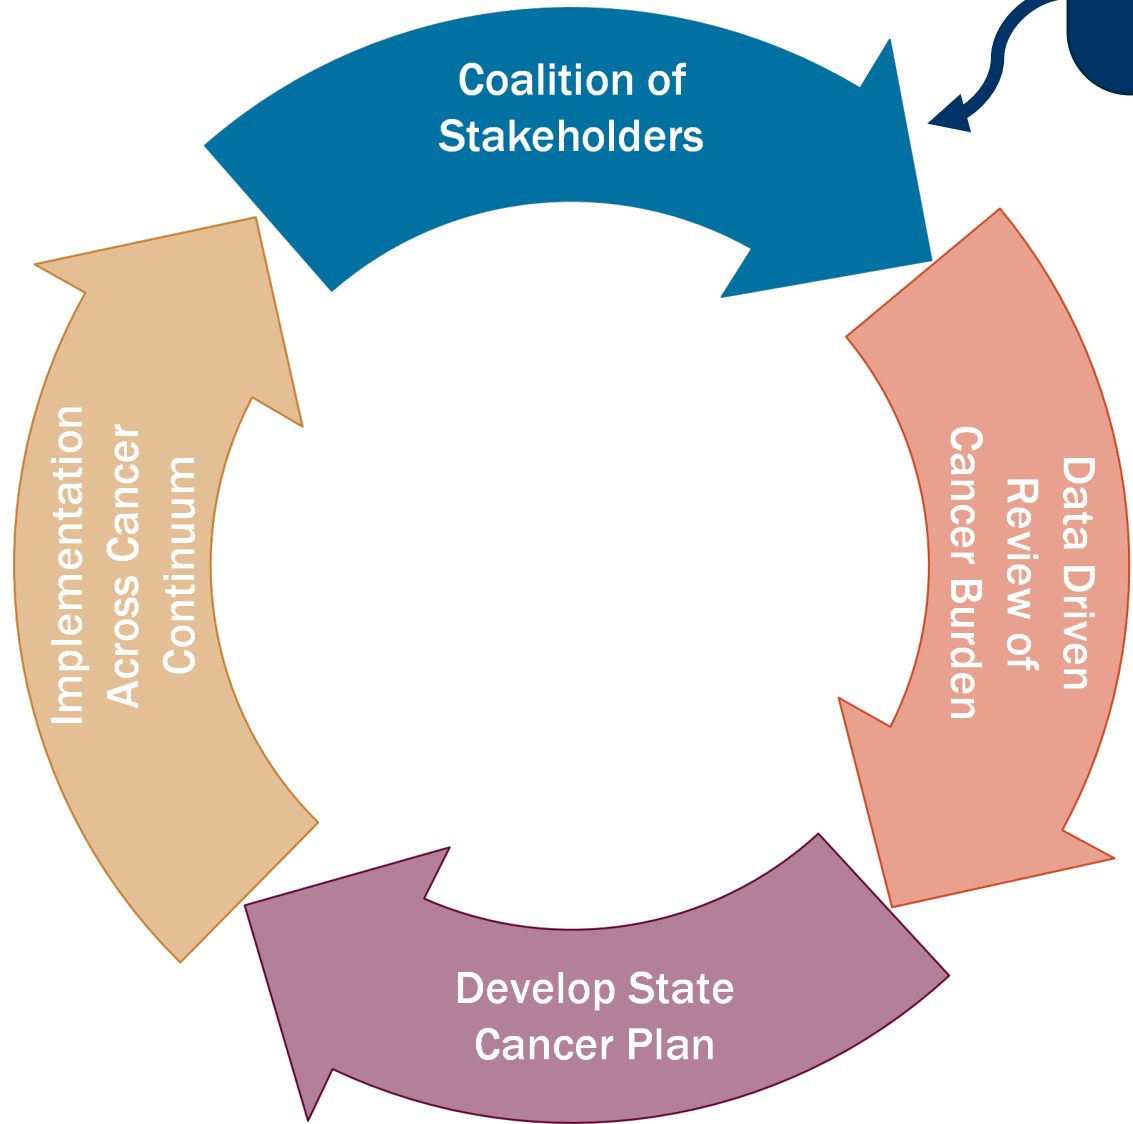 Coalition of
Stakeholders
Data Driven
Review of
Cancer Burden
Develop State
Cancer Plan
Implementation
Across Cancer
Continuum